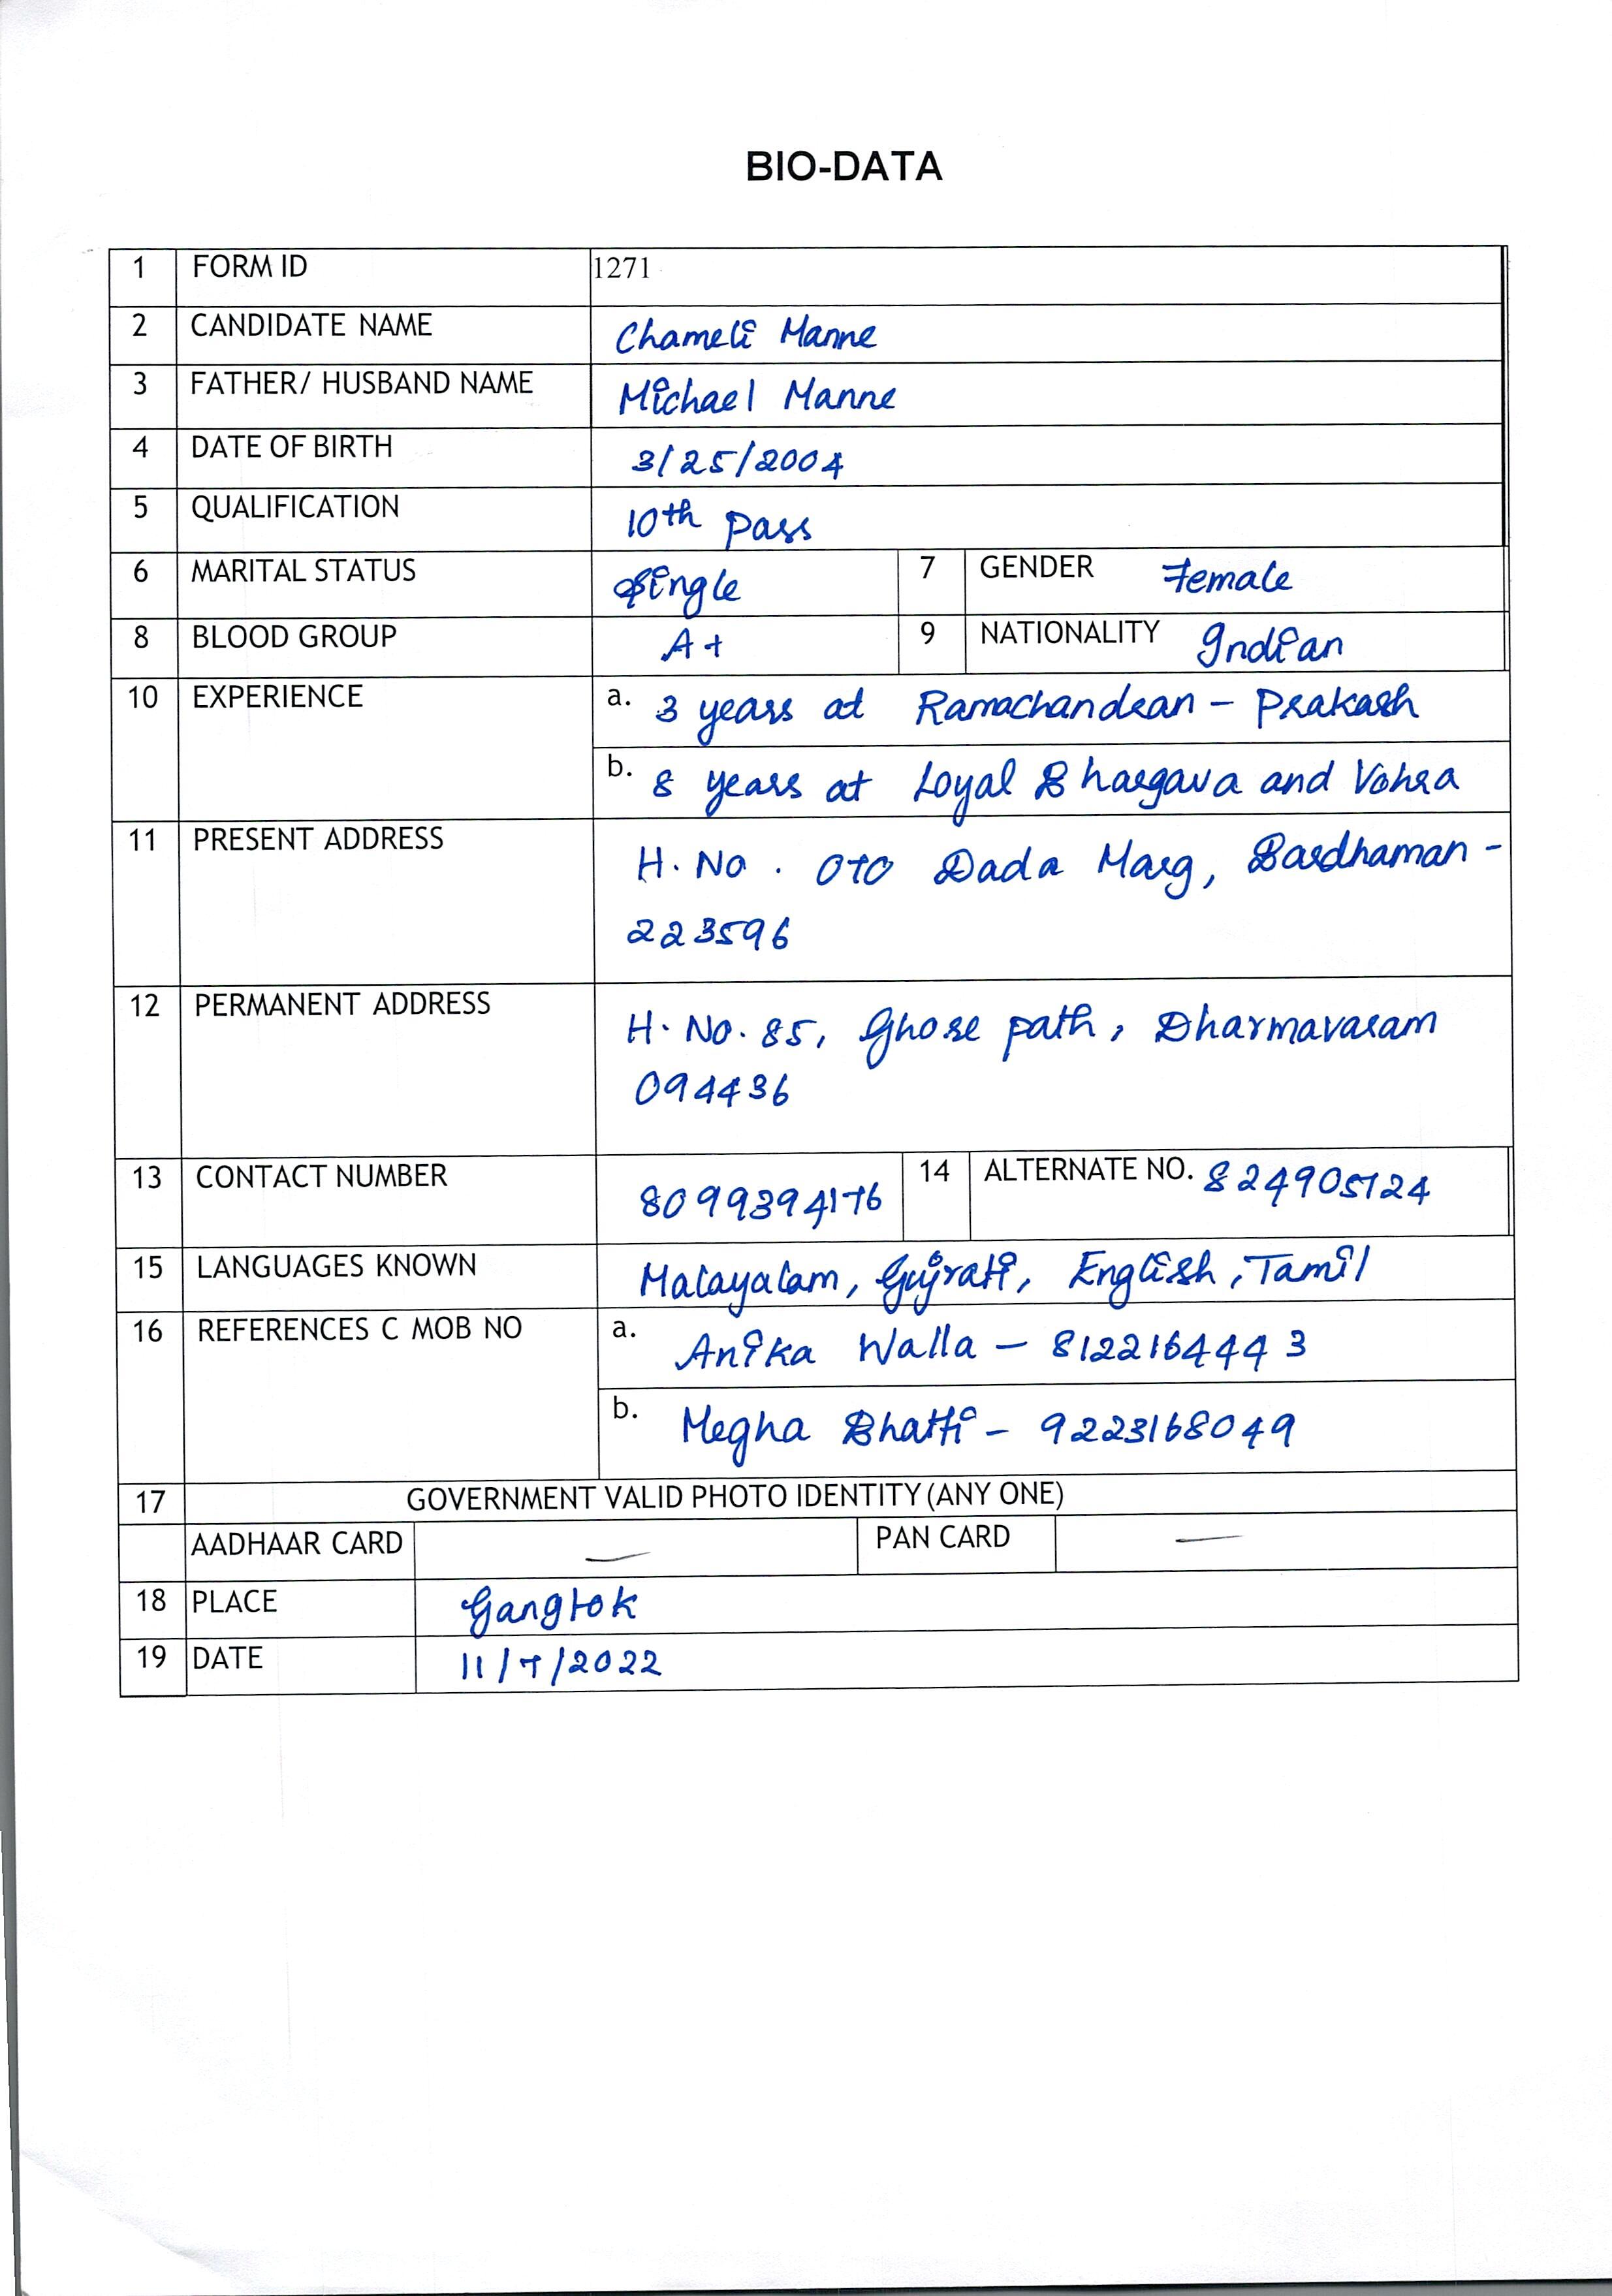 BIO-DATA
1 FORM ID 1271
2 CANDIDATE NAME Chameli Manne
3 FATHER/ HUSBAND NAME Michael Manne
4 DATE OF BIRTH 3/25/2004
5 QUALIFICATION 10th pass
6 MARITAL STATUS Single 7 GENDER Female
8 BLOOD GROUP A+ 9 NATIONALITY Indian
10 EXPERIENCE a. 3 years at Ramachandran - Prakash
b. 8 years at Loyal Bhargava and Vohra
11 PRESENT ADDRESS H. No. 070 Dada Marg, Bardhaman -
223596
12 PERMANENT ADDRESS H. No. 85, Ghose path, Dharmavaram
094436
13 CONTACT NUMBER 8099394176 14 ALTERNATE NO. 824905724
15 LANGUAGES KNOWN Malayalam, Gujrati, English, Tamil
16 REFERENCES C MOB NO a. Anika Walla - 8122164443
b. Megha Bhatti - 9223168049
17 GOVERNMENT VALID PHOTO IDENTITY (ANY ONE)
AADHAAR CARD — PAN CARD —
18 PLACE Gangtok
19 DATE 11/7/2022